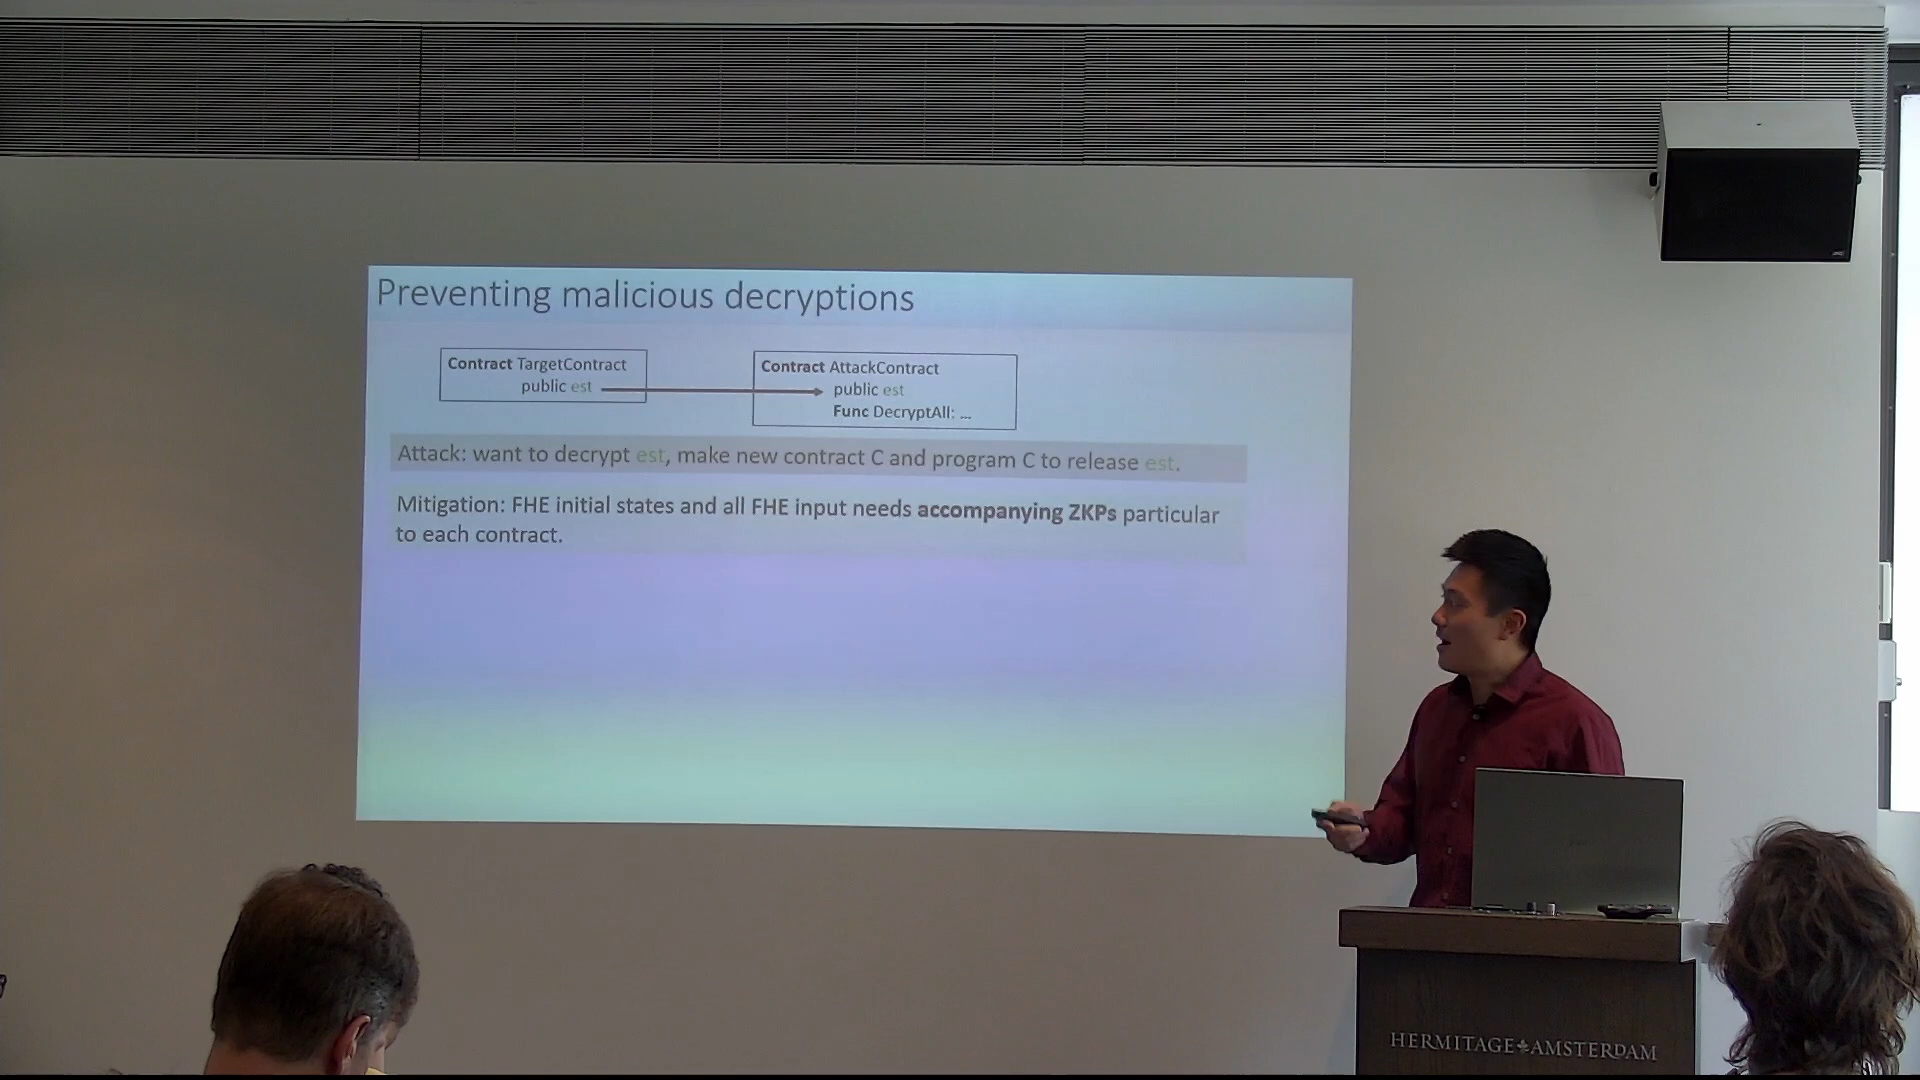 Preventing malicious decryptions
Contract TargetContract
public est
Contract AttackContract
public est
Func DecryptAll: ...
Attack: want to decrypt est, make new contract C and program C to release est.
Mitigation: FHE initial states and all FHE input needs accompanying ZKPs particular
to each contract.
HERMITAGE AMSTERDAM